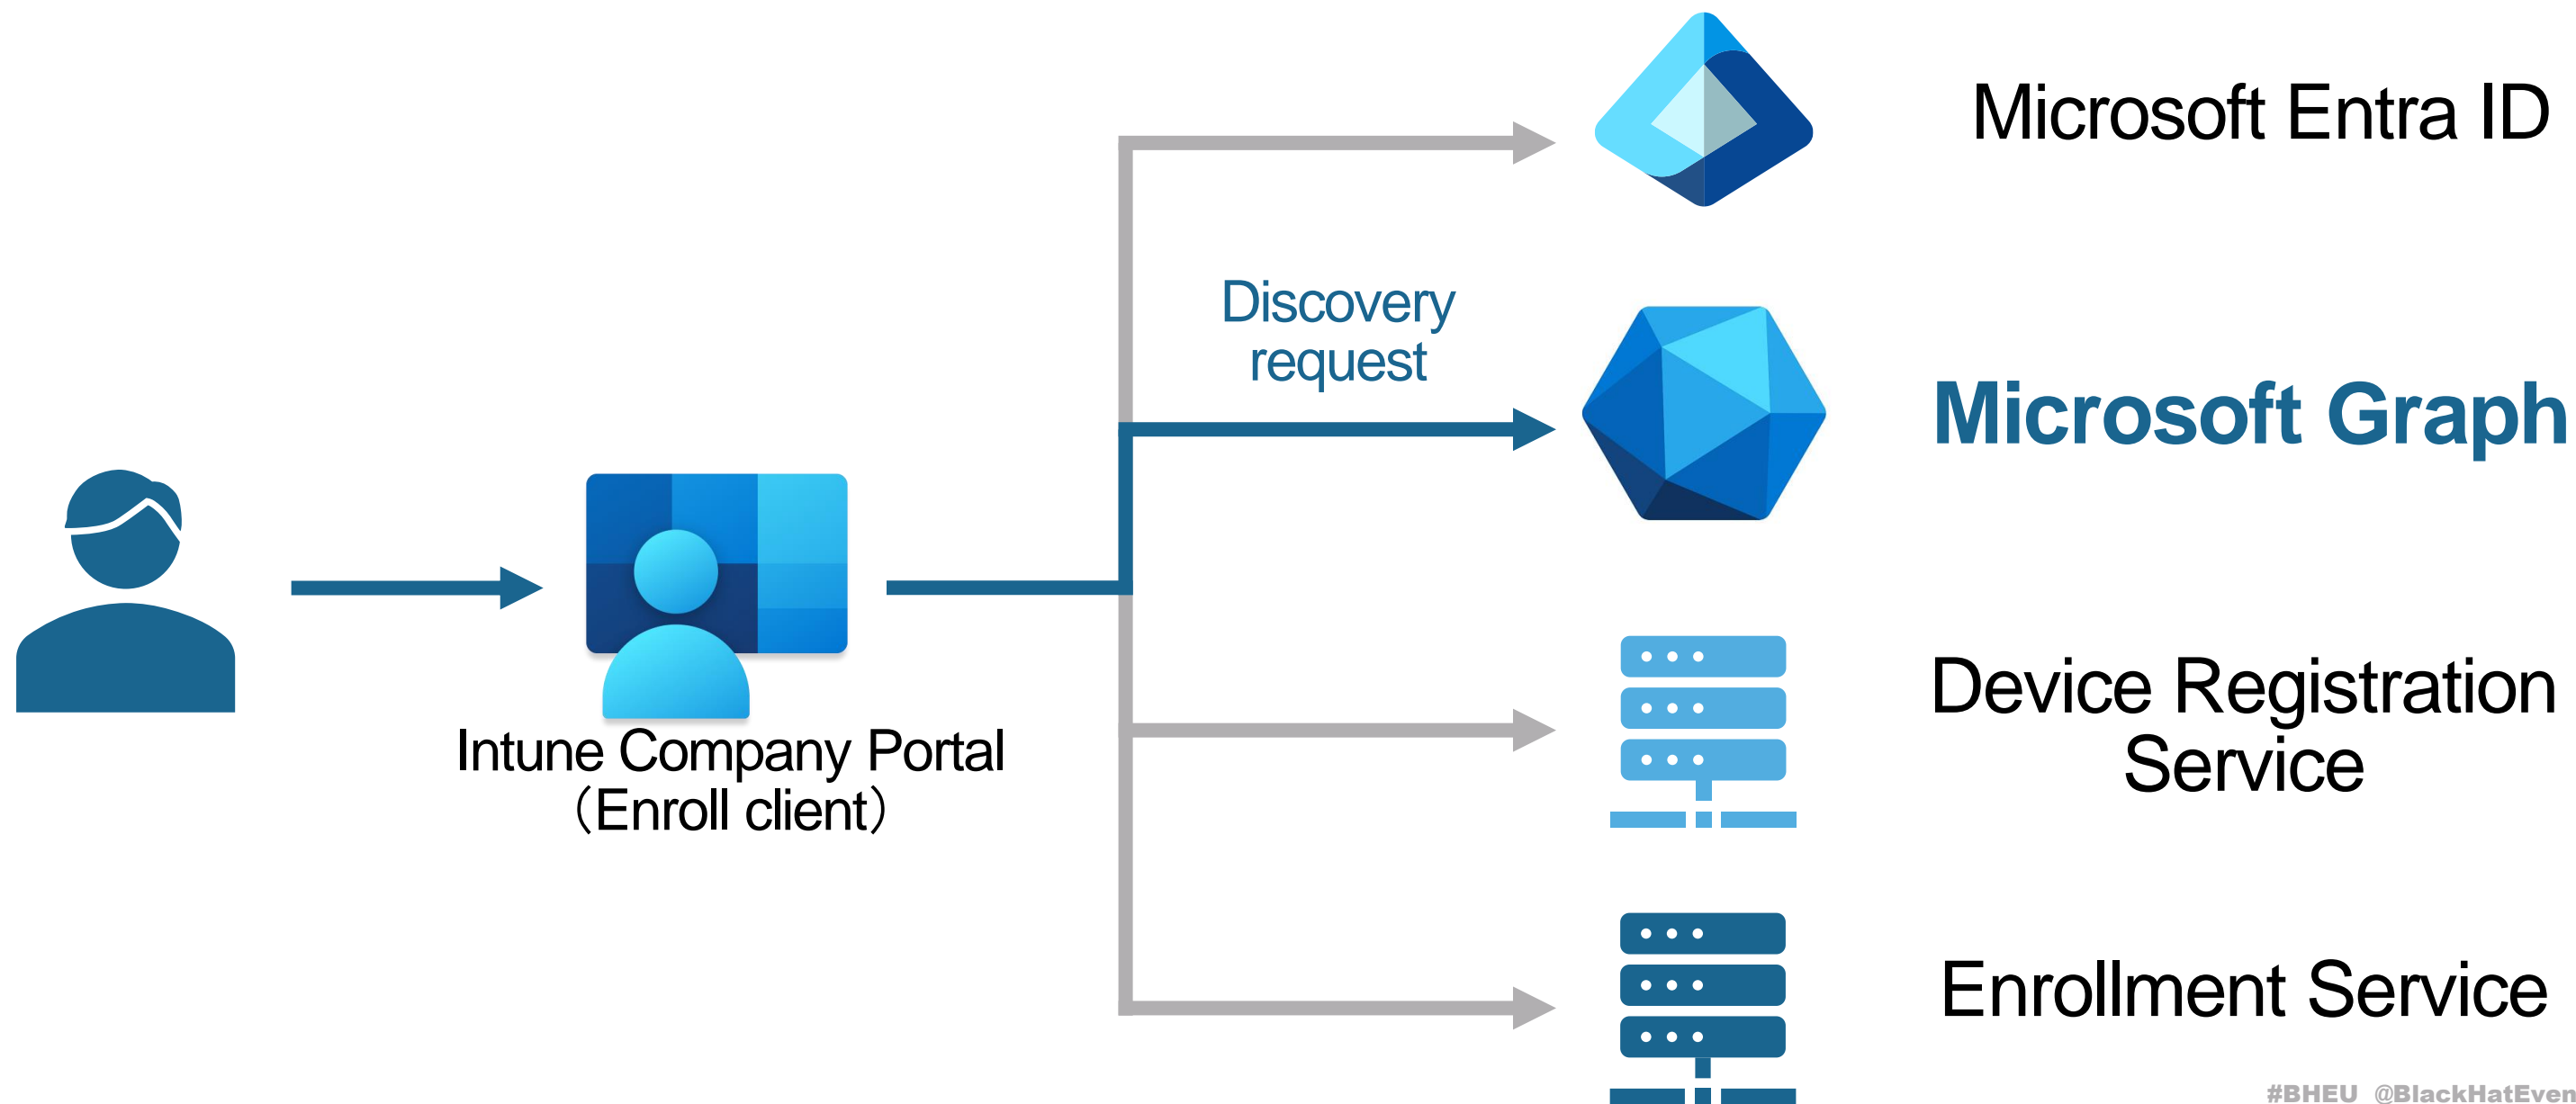 Microsoft Entra ID
Discovery
request
Microsoft Graph
Intune Company Portal
（Enroll client）
Device Registration
Service
Enrollment Service
#BHEU @BlackHatEven